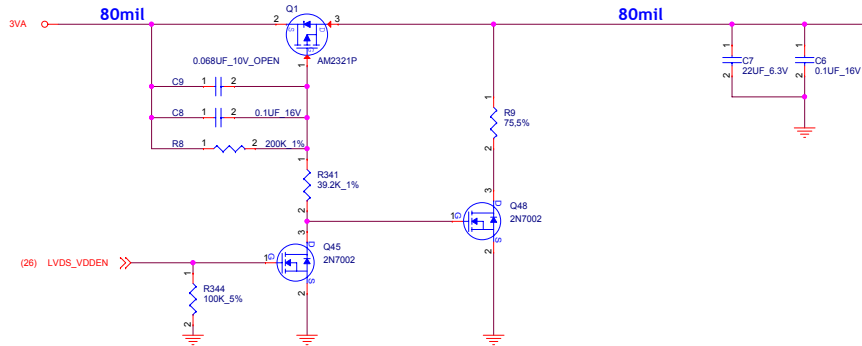 80mil
Q1
80mil
3VA
2
3
S
D
G
1
AM2321P
0.068UF_10V_OPEN
C9
1
2
C8
1
2
0.1UF_16V
R8
1
2
200K_1%
1
C7
22UF_6.3V
2
1
C6
0.1UF_16V
2
1
R9
75,5%
2
1
R341
39.2K_1%
2
3
D
1
G
S
2
Q48
2N7002
3
D
1
G
S
2
Q45
2N7002
(26)
LVDS_VDDEN
1
R344
100K_5%
2